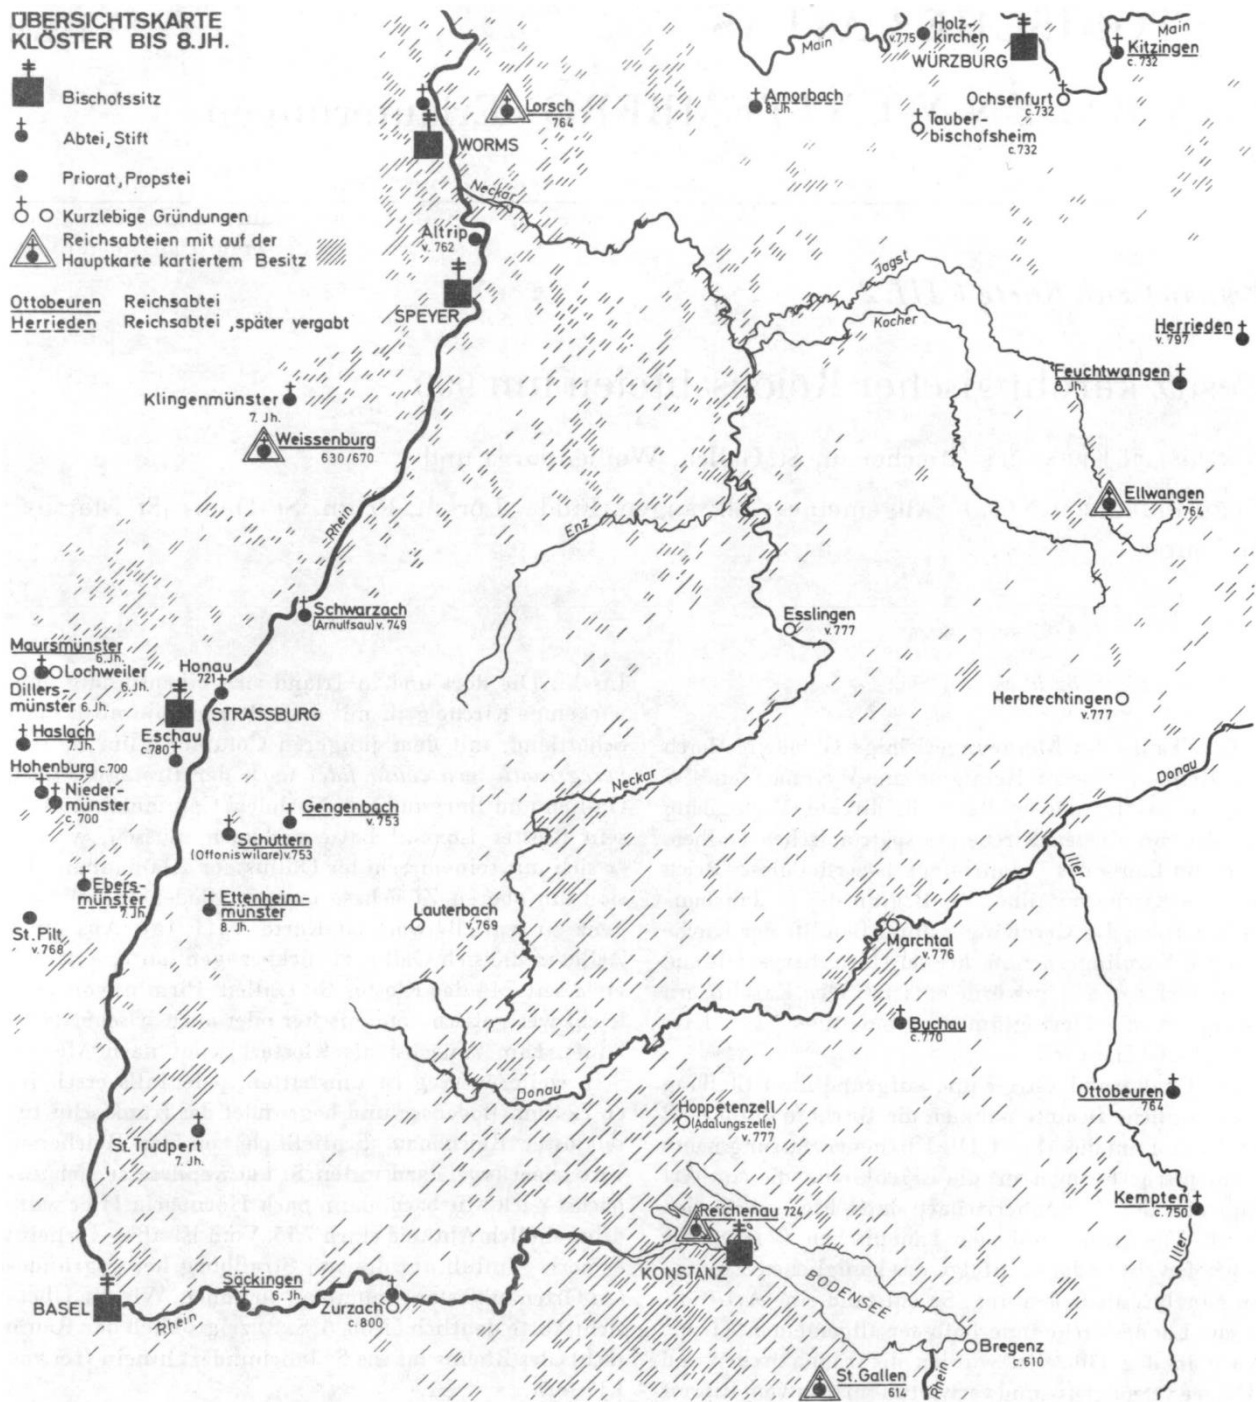 ÜBERSICHTSKARTE
KLÖSTER BIS 8.JH.
Bischofssitz
Abtei, Stift
Priorat, Propstei
Kurzlebige Gründungen
Reichsabteien mit auf der
Hauptkarte kartiertem Besitz
Ottobeuren Reichsabtei
Herrieden Reichsabtei, später vergabt
Main
v.775
Holz-
kirchen
WÜRZBURG
Main
Kitzingen
c.732
Lorsch
764
Amorbach
8.Jh.
Ochsenfurt
c.732
Tauber-
bischofsheim
c.732
WORMS
Neckar
Altrip
v.762
SPEYER
Jagst
Kocher
Herrieden
v.797
Feuchtwangen
8.Jh.
Klingenmünster
7.Jh.
Weissenburg
630/670
Ellwangen
764
Rhein
Enz
Schwarzach
(Arnulfsau) v.749
Esslingen
v.777
Maursmünster
6.Jh.
Lochweiler
6.Jh.
Dillers-
münster 6.Jh.
Honau
721
STRASSBURG
Herbrechtingen
v.777
Haslach
7.Jh.
Eschau
c.780
Hohenburg c.700
Nieder-
münster
c.700
Neckar
Donau
Gengenbach
v.753
Schuttern
(Offoniswilare) v.753
Iller
Ebers-
münster
7.Jh.
Ettenheim-
münster
8.Jh.
St.Pilt
v.768
Lauterbach
v.769
Marchtal
v.776
Buchau
c.770
Donau
Ottobeuren
764
Hoppetenzell
(Adalungszelle)
v.777
St.Trudpert
7.Jh.
Kempten
c.750
Reichenau 724
KONSTANZ
BODENSEE
Iller
Säckingen
6.Jh.
BASEL
Rhein
Zurzach
c.800
Bregenz
c.610
St.Gallen
614
Rhein